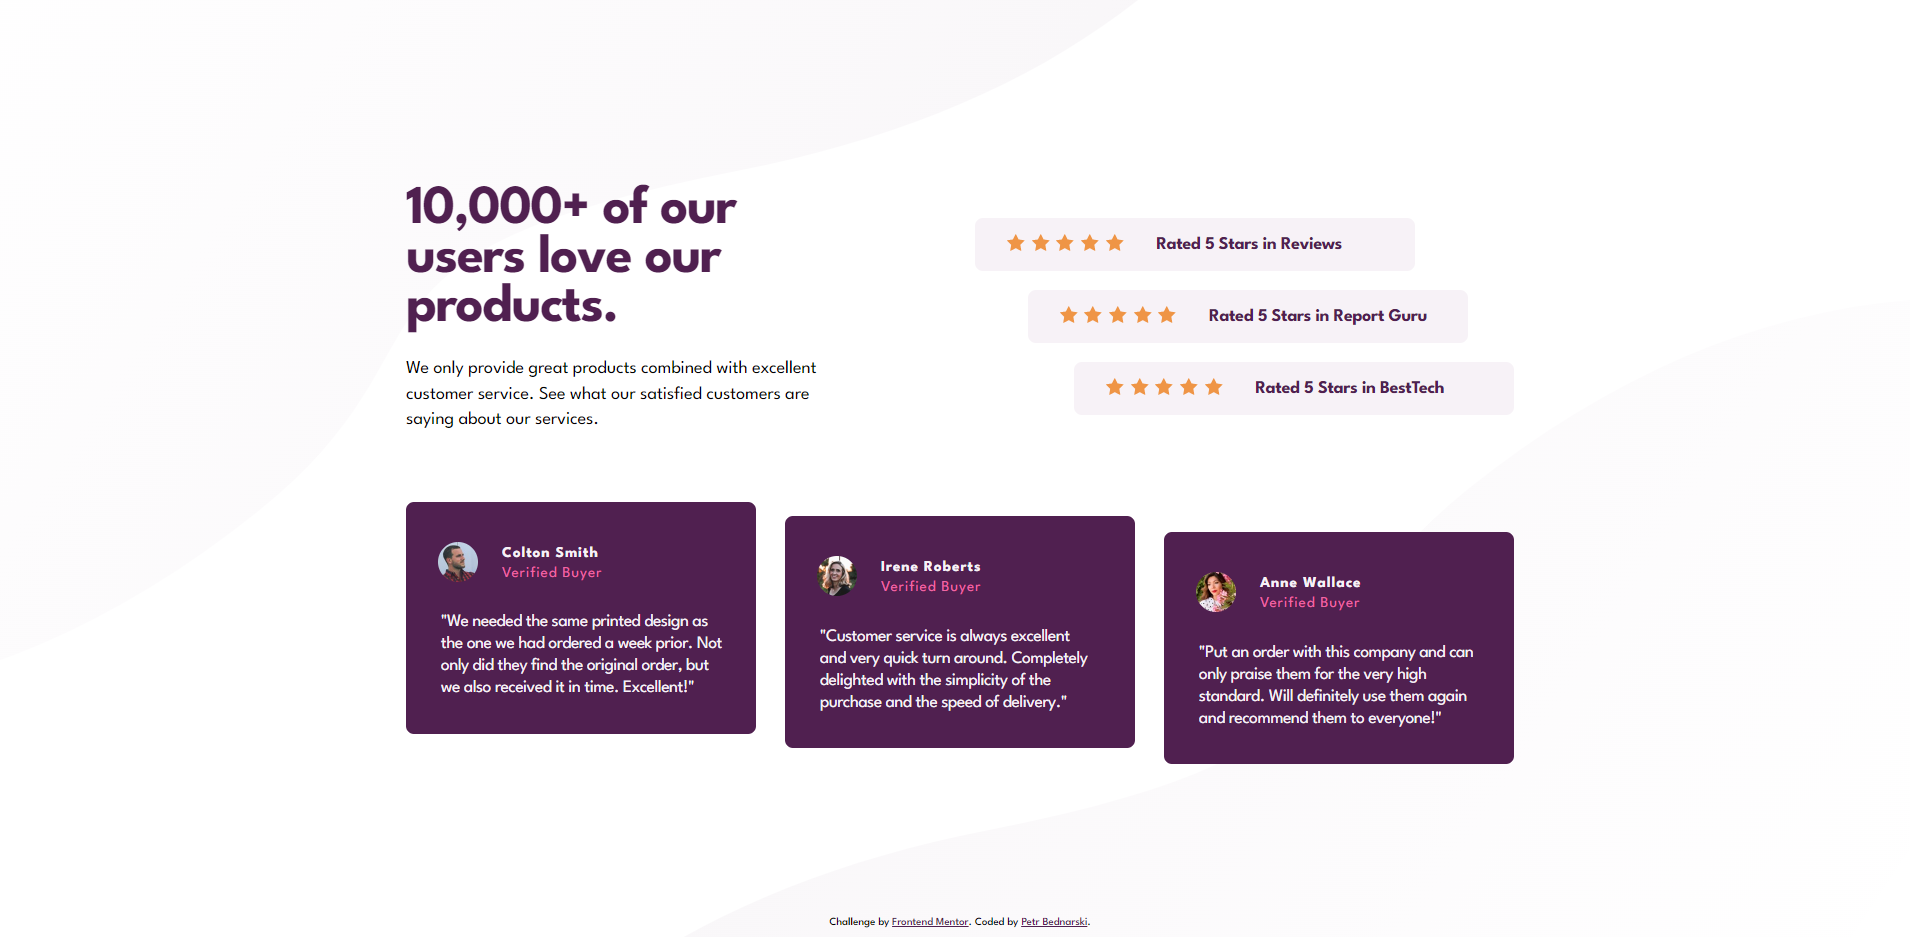 10,000+ of our
users love our
products.
We only provide great products combined with excellent
customer service. See what our satisfied customers are
saying about our services.
Rated 5 Stars in Reviews
Rated 5 Stars in Report Guru
Rated 5 Stars in BestTech
Colton Smith
Verified Buyer
"We needed the same printed design as
the one we had ordered a week prior. Not
only did they find the original order, but
we also received it in time. Excellent!"
Irene Roberts
Verified Buyer
"Customer service is always excellent
and very quick turn around. Completely
delighted with the simplicity of the
purchase and the speed of delivery."
Anne Wallace
Verified Buyer
"Put an order with this company and can
only praise them for the very high
standard. Will definitely use them again
and recommend them to everyone!"
Challenge by Frontend Mentor. Coded by Petr Bednarski.